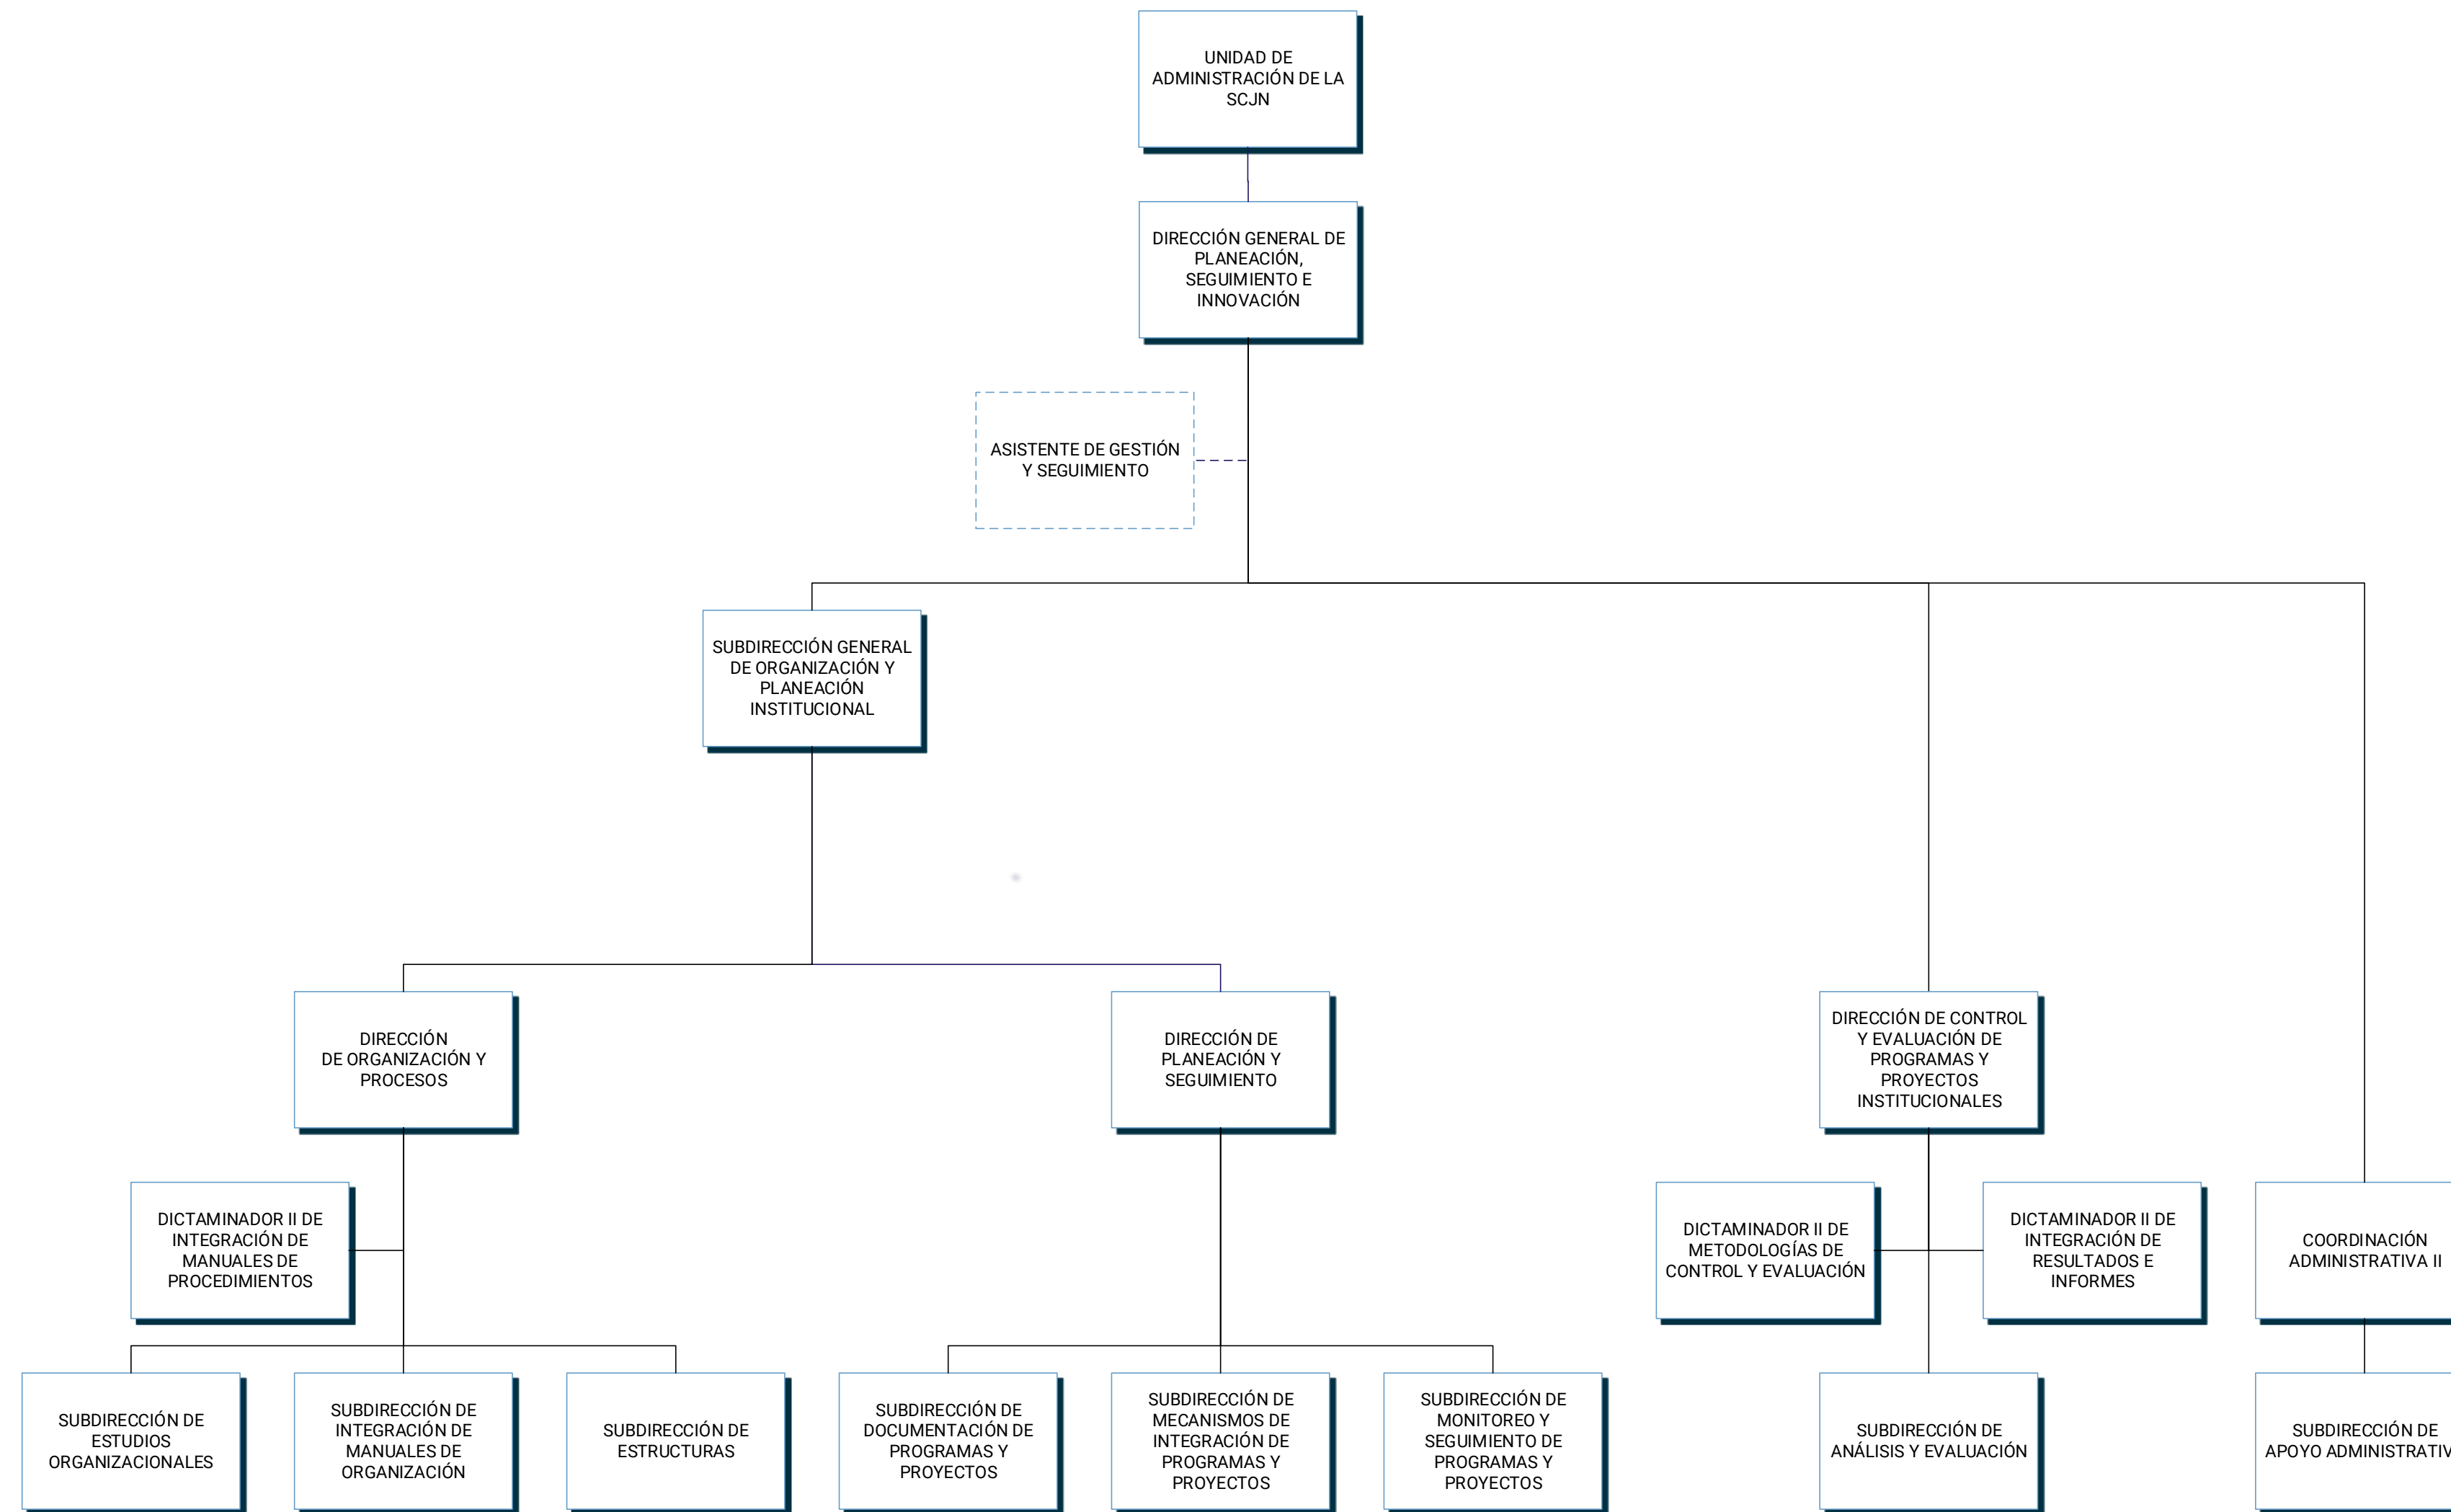 UNIDAD DE
ADMINISTRACIÓN DE LA
SCJN
DIRECCIÓN GENERAL DE
PLANEACIÓN,
SEGUIMIENTO E
INNOVACIÓN
ASISTENTE DE GESTIÓN
Y SEGUIMIENTO
SUBDIRECCIÓN GENERAL
DE ORGANIZACIÓN Y
PLANEACIÓN
INSTITUCIONAL
DIRECCIÓN
DE ORGANIZACIÓN Y
PROCESOS
DIRECCIÓN DE
PLANEACIÓN Y
SEGUIMIENTO
DIRECCIÓN DE CONTROL
Y EVALUACIÓN DE
PROGRAMAS Y
PROYECTOS
INSTITUCIONALES
DICTAMINADOR II DE
INTEGRACIÓN DE
MANUALES DE
PROCEDIMIENTOS
DICTAMINADOR II DE
METODOLOGÍAS DE
CONTROL Y EVALUACIÓN
DICTAMINADOR II DE
INTEGRACIÓN DE
RESULTADOS E
INFORMES
COORDINACIÓN
ADMINISTRATIVA II
SUBDIRECCIÓN DE
ESTUDIOS
ORGANIZACIONALES
SUBDIRECCIÓN DE
INTEGRACIÓN DE
MANUALES DE
ORGANIZACIÓN
SUBDIRECCIÓN DE
ESTRUCTURAS
SUBDIRECCIÓN DE
DOCUMENTACIÓN DE
PROGRAMAS Y
PROYECTOS
SUBDIRECCIÓN DE
MECANISMOS DE
INTEGRACIÓN DE
PROGRAMAS Y
PROYECTOS
SUBDIRECCIÓN DE
MONITOREO Y
SEGUIMIENTO DE
PROGRAMAS Y
PROYECTOS
SUBDIRECCIÓN DE
ANÁLISIS Y EVALUACIÓN
SUBDIRECCIÓN DE
APOYO ADMINISTRATIV